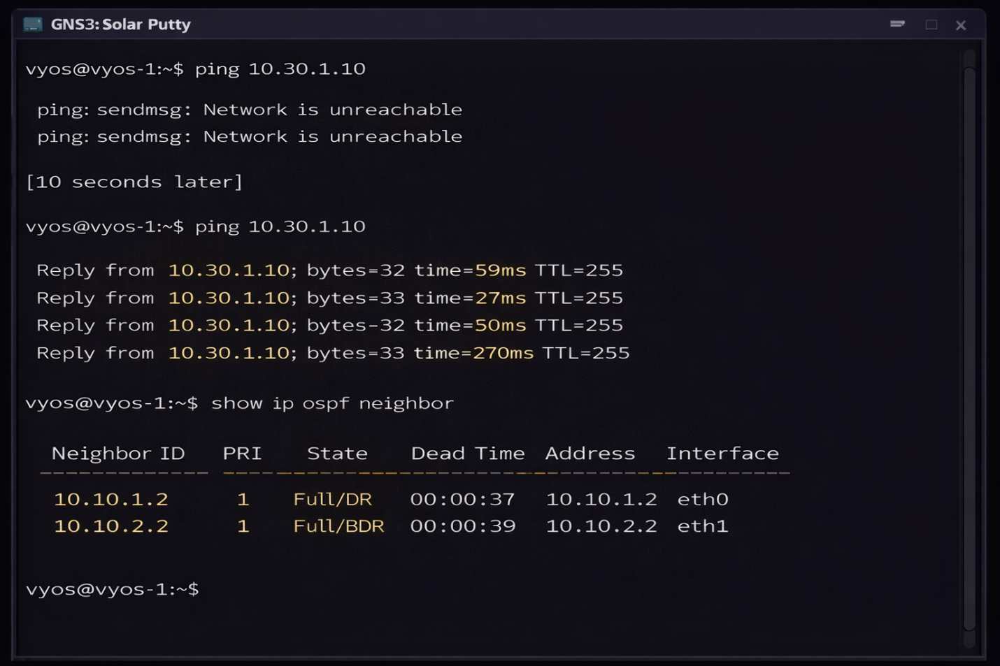 GNS3: Solar Putty
vyos@vyos-1:~$ ping 10.30.1.10
ping: sendmsg: Network is unreachable
ping: sendmsg: Network is unreachable
[10 seconds later]
vyos@vyos-1:~$ ping 10.30.1.10
Reply from 10.30.1.10; bytes=32 time=59ms TTL=255
Reply from 10.30.1.10; bytes=33 time=27ms TTL=255
Reply from 10.30.1.10; bytes-32 time=50ms TTL=255
Reply from 10.30.1.10; bytes=33 time=270ms TTL=255
vyos@vyos-1:~$ show ip ospf neighbor
Neighbor ID PRI State Dead Time Address Interface
10.10.1.2 1 Full/DR 00:00:37 10.10.1.2 eth0
10.10.2.2 1 Full/BDR 00:00:39 10.10.2.2 eth1
vyos@vyos-1:~$